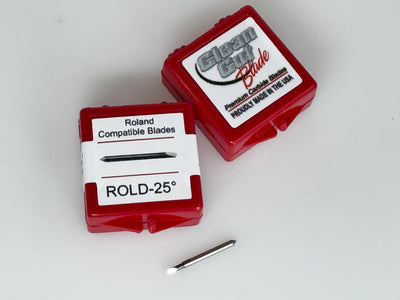 Clean
Cut
Blade
Premium Carbide Blades
PROUDLY MADE IN THE USA
Roland
Compatible Blades
ROLD-25°